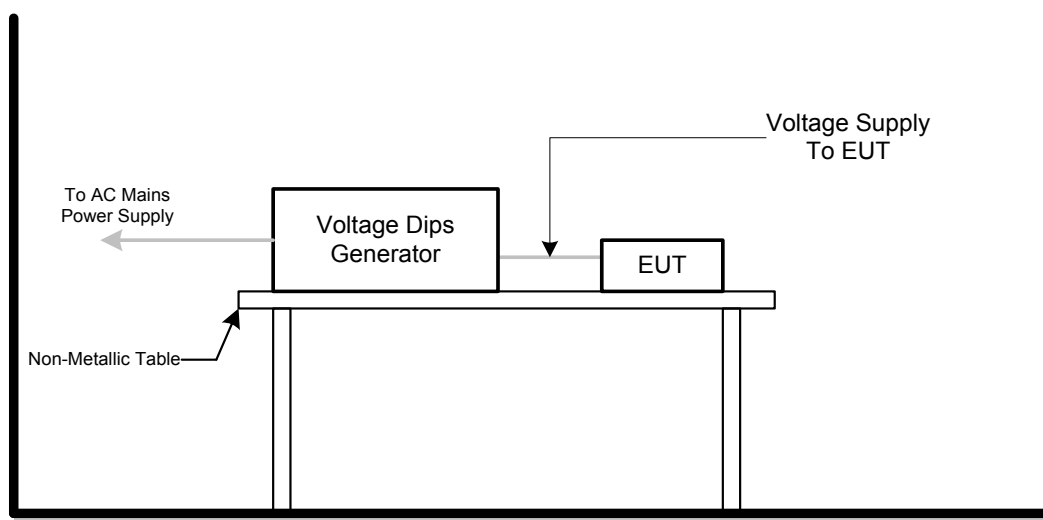 Voltage Supply
To EUT
To AC Mains
Power Supply
Voltage Dips
Generator
EUT
Non-Metallic Table